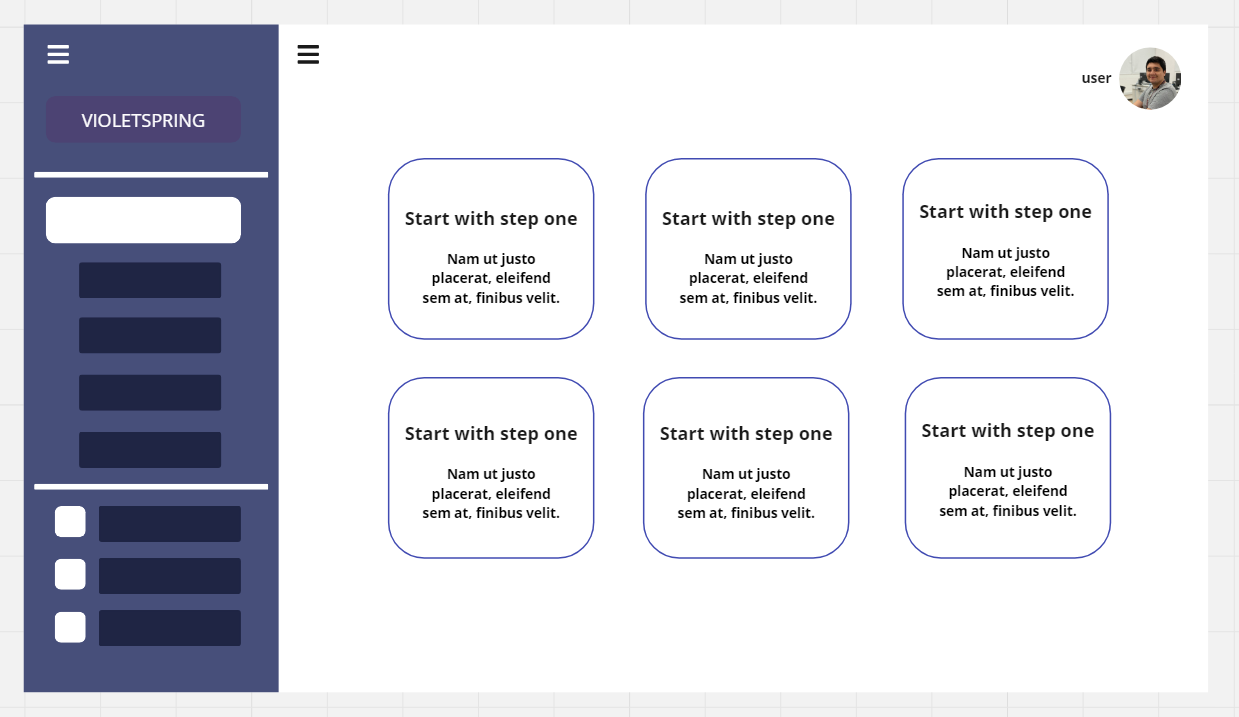 VIOLETSPRING
user
Start with step one
Nam ut justo
placerat, eleifend
sem at, finibus velit.
Start with step one
Nam ut justo
placerat, eleifend
sem at, finibus velit.
Start with step one
Nam ut justo
placerat, eleifend
sem at, finibus velit.
Start with step one
Nam ut justo
placerat, eleifend
sem at, finibus velit.
Start with step one
Nam ut justo
placerat, eleifend
sem at, finibus velit.
Start with step one
Nam ut justo
placerat, eleifend
sem at, finibus velit.